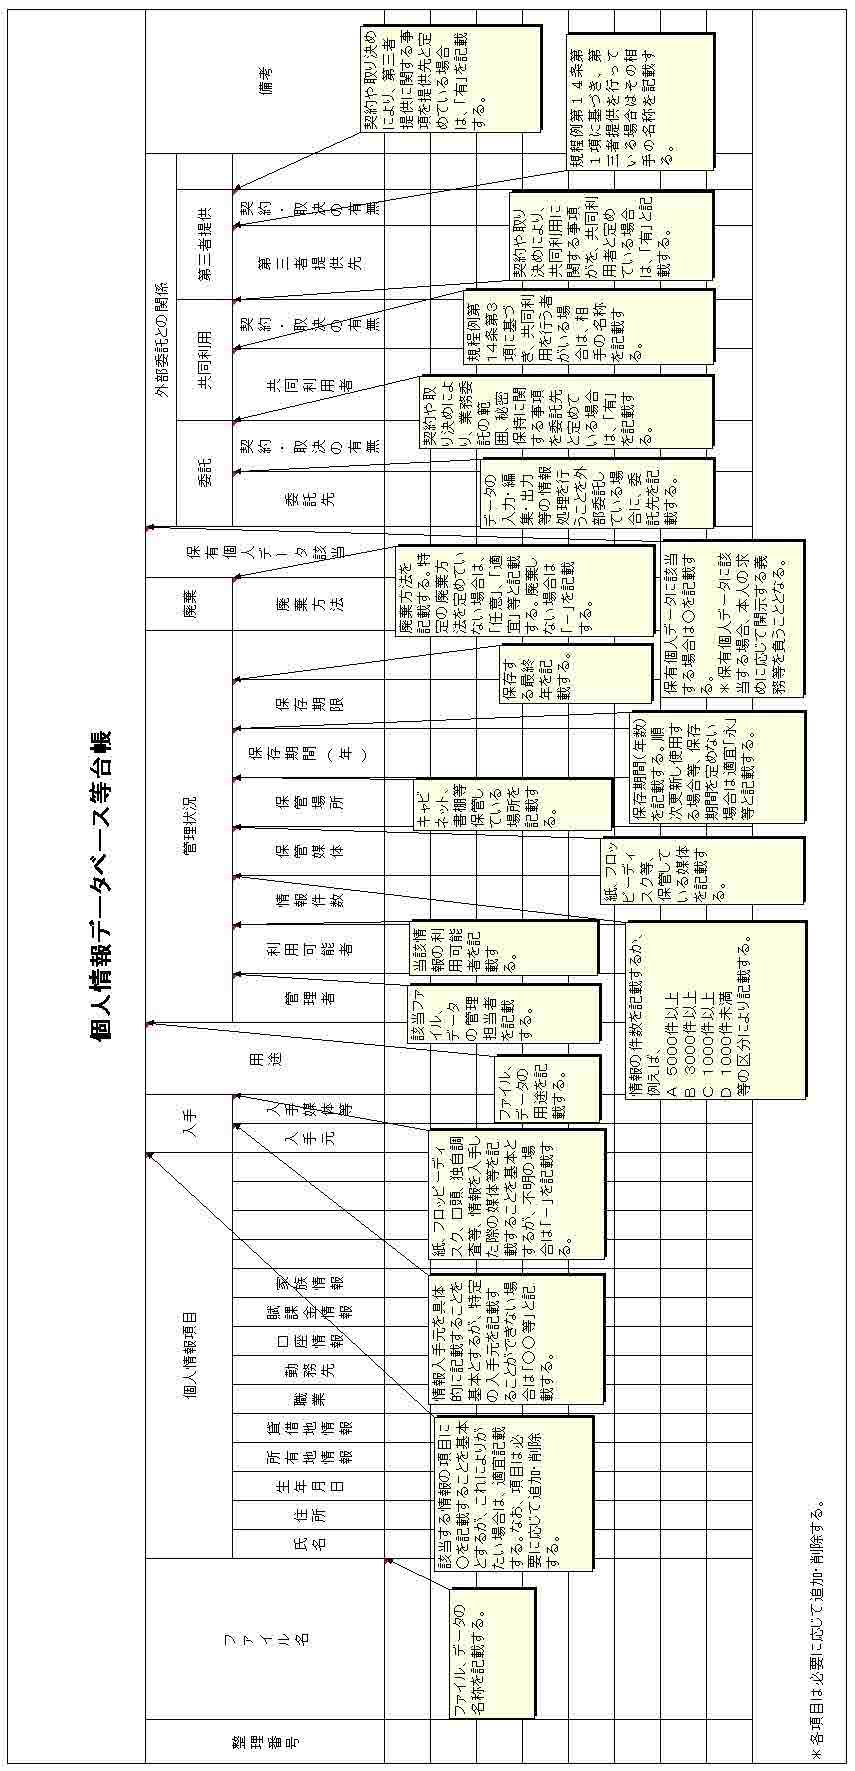 個人情報データベース等台帳
整理番号
ファイル名
個人情報項目
氏名
住所
生年月日
所有地情報
賃借地情報
職業
勤務先
口座情報
賦課金情報
家族情報
入手
入手元
入手媒体等
用途
管理状況
管理者
利用可能者
情報件数
保管媒体
保管場所
保存期間(年)
保存期限
廃棄
廃棄方法
保有個人データ該当
外部委託との関係
委託
委託先
契約・取決の有無
共同利用
共同利用者
契約・取決の有無
第三者提供
第三者提供先
契約・取決の有無
備考
ファイル、データの
名称を記載する。
該当する情報の項目に
○を記載することを基本
とするが、これによりが
たい場合は、適宜記載
する。なお、項目は必
要に応じて追加・削除
する。
情報入手元を具体
的に記載することを
基本とするが、特定
の入手元を記載す
ることができない場
合は「○○等」と記
載する。
紙、フロッピーディ
スク、口頭、独自調
査等、情報を入手し
た際の媒体等を記
載することを基本と
するが、不明の場
合は「－」を記載す
る。
ファイル、
データの
用途を記
載する。
該当ファ
イル、デー
タの管理
担当者
を記載
する。
当該情
報の利用
可能者
を記載
する。
情報の件数を記載するか、
例えば、
A 5000件以上
B 3000件以上
C 1000件以上
D 1000件未満
等の区分により記載する。
紙、フロッ
ピーディ
スク等、
保管して
いる媒体
を記載す
る。
キャビ
ネット、
書棚等
保管し
ている
場所を
記載す
る。
保存期間(年数)
を記載する。順
次更新し使用す
る場合等、保存
期間を定めない
場合は適宜「永」
等と記載する。
保存す
る最終
年を記
載する。
廃棄方法を
記載する。特
定の廃棄方
法を定めてい
ない場合は、
「任意」、「適
宜」等と記載
する。廃棄し
ない場合は
「－」を記載
する。
保有個人データに該当
する場合は○を記載す
る。
＊保有個人データに該
当する場合、本人の求
めに応じて開示する義
務等を負うこととなる。
データの
入力・編
集・出力
等の情報
処理を行
うことを外
部委託し
ている場
合に、委
託先を記
載する。
契約や取
り決めによ
り、業務委
託の範
囲、秘密
保持に関
する事項
を委託先
と定めて
いる場合
は、「有」
を記載す
る。
規程例第
14条第3
項に基づ
き、共同利
用を行う者
がいる場
合は、相
手の名称
を記載す
る。
契約や取り
決めにより、
共同利用に
関する事項
がを、共同利
用者と定め
ている場合
は、「有」と記
載する。
規程例第14条第
1項に基づき、第
三者提供を行って
いる場合はその相
手の名称を記載す
る。
契約や取り決め
により、第三者
提供に関する事
項を提供先と定
めている場合
は、「有」を記載
する。
＊各項目は必要に応じて追加・削除する。